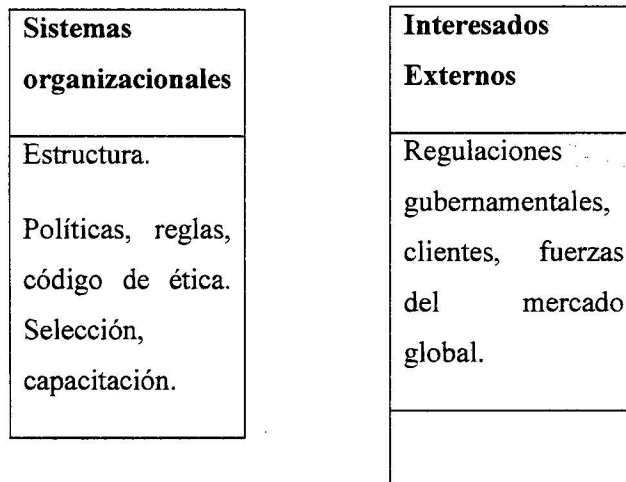 Sistemas
organizacionales
Estructura.
Políticas, reglas,
código de ética.
Selección,
capacitación.
Interesados
Externos
Regulaciones
gubernamentales,
clientes, fuerzas
del mercado
global.